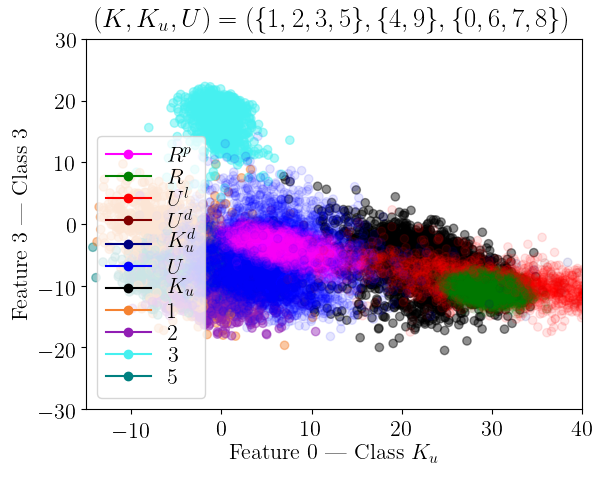 (K, K_u, U) = ({1, 2, 3, 5}, {4, 9}, {0, 6, 7, 8})
30
20
10
0
−10
−20
−30
Feature 3 — Class 3
R^p
R
U^l
U^d
K_u^d
U
K_u
1
2
3
5
−10 0 10 20 30 40
Feature 0 — Class K_u